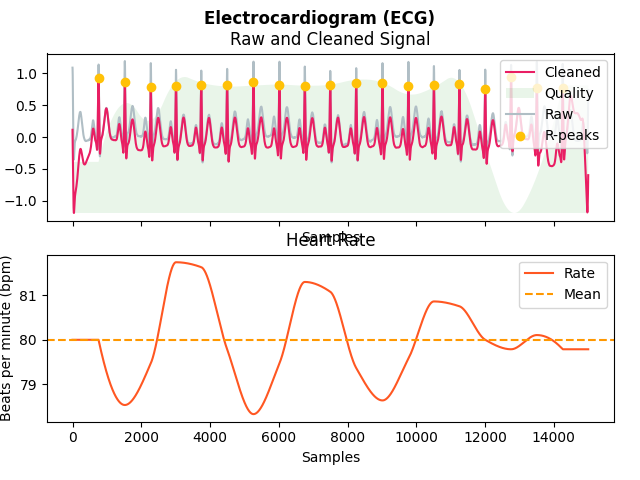 Electrocardiogram (ECG)
Raw and Cleaned Signal
1.0
0.5
0.0
−0.5
−1.0
Cleaned
Quality
Raw
R-peaks
Samples
Heart Rate
Beats per minute (bpm)
81
80
79
Rate
Mean
0 2000 4000 6000 8000 10000 12000 14000
Samples